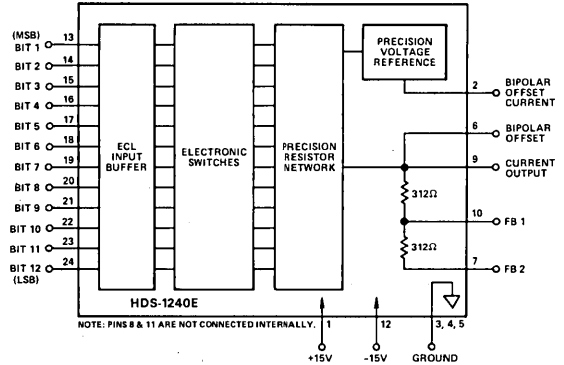 (MSB)
BIT 1 13
BIT 2 14
BIT 3 15
BIT 4 16
BIT 5 17
BIT 6 18
BIT 7 19
BIT 8 20
BIT 9 21
BIT 10 22
BIT 11 23
BIT 12 24
(LSB)
ECL
INPUT
BUFFER
ELECTRONIC
SWITCHES
PRECISION
RESISTOR
NETWORK
PRECISION
VOLTAGE
REFERENCE
2 BIPOLAR
OFFSET
CURRENT
6 BIPOLAR
OFFSET
9 CURRENT
OUTPUT
312Ω
10 FB 1
312Ω
7 FB 2
HDS-1240E
NOTE: PINS 8 & 11 ARE NOT CONNECTED INTERNALLY.
1 12 3, 4, 5
+15V -15V GROUND